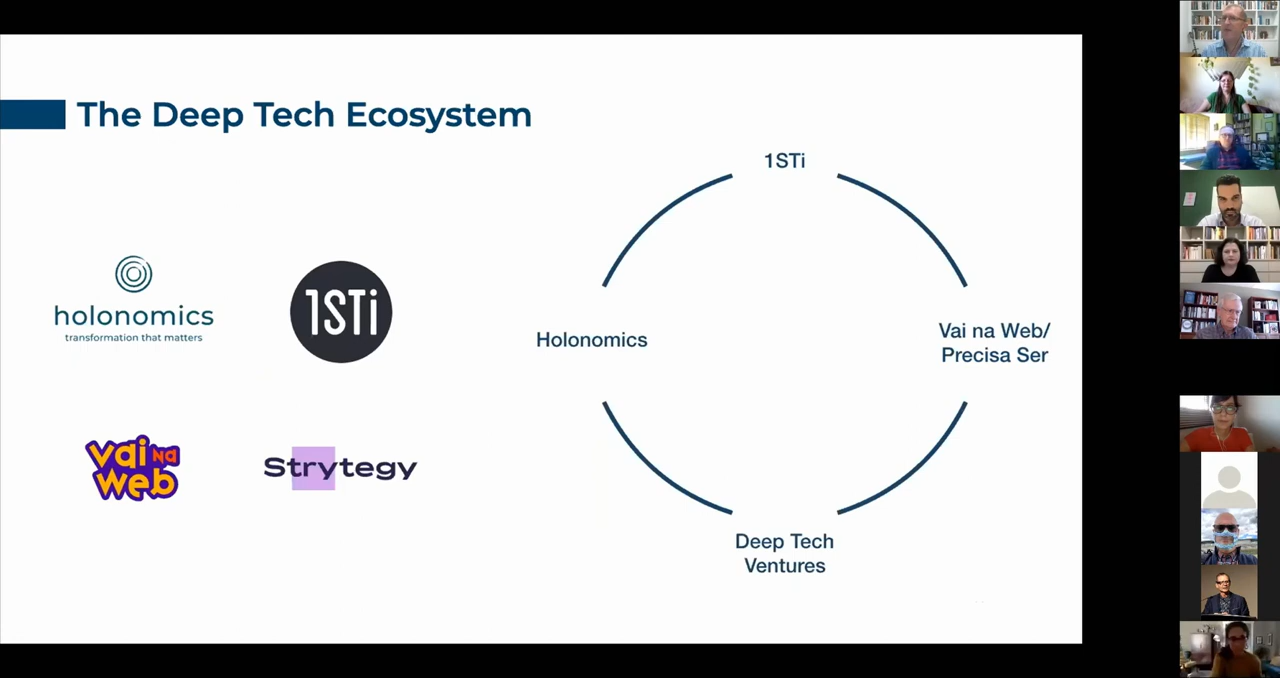 The Deep Tech Ecosystem
holonomics
transformation that matters
1STi
vai NA
web
Strytegy
1STi
Holonomics
Vai na Web/
Precisa Ser
Deep Tech
Ventures